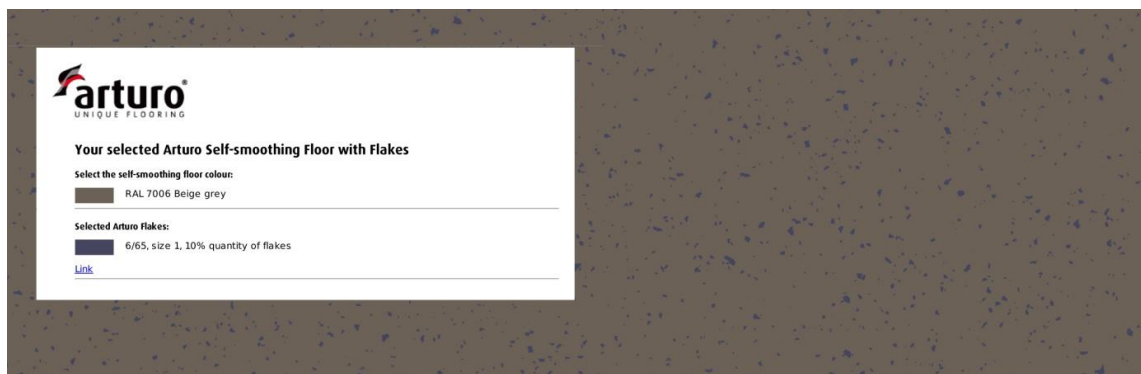 arturo®
UNIQUE FLOORING
Your selected Arturo Self-smoothing Floor with Flakes
Select the self-smoothing floor colour:
RAL 7006 Beige grey
Selected Arturo Flakes:
6/65, size 1, 10% quantity of flakes
Link